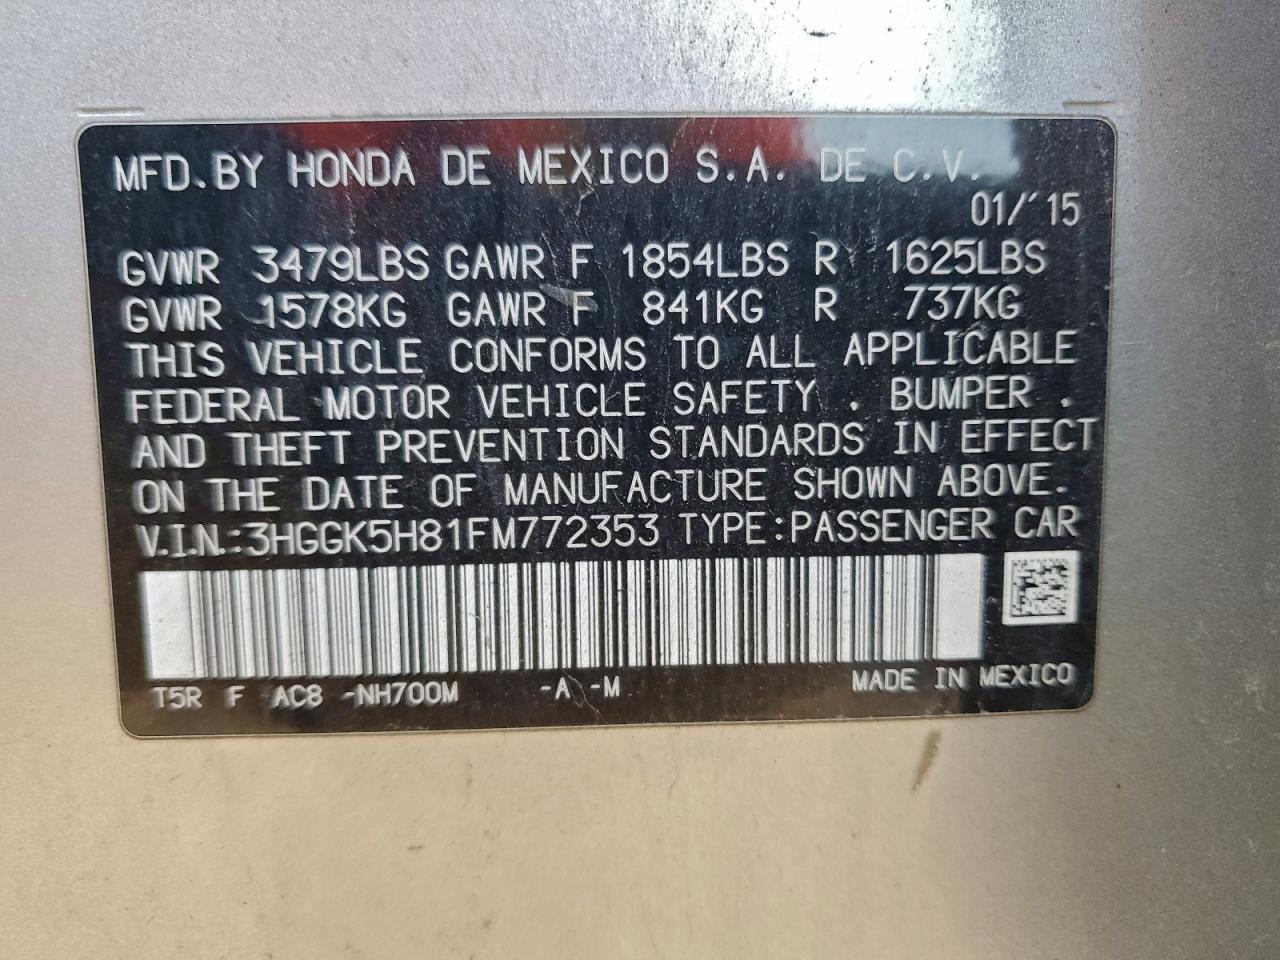 MFD.BY HONDA DE MEXICO S.A. DE C.V.
01/'15
GVWR 3479LBS GAWR F 1854LBS R 1625LBS
GVWR 1578KG GAWR F 841KG R 737KG
THIS VEHICLE CONFORMS TO ALL APPLICABLE
FEDERAL MOTOR VEHICLE SAFETY . BUMPER .
AND THEFT PREVENTION STANDARDS IN EFFECT
ON THE DATE OF MANUFACTURE SHOWN ABOVE.
V.I.N.:3HGGK5H81FM772353 TYPE:PASSENGER CAR
T5R F AC8 -NH700M -A -M MADE IN MEXICO